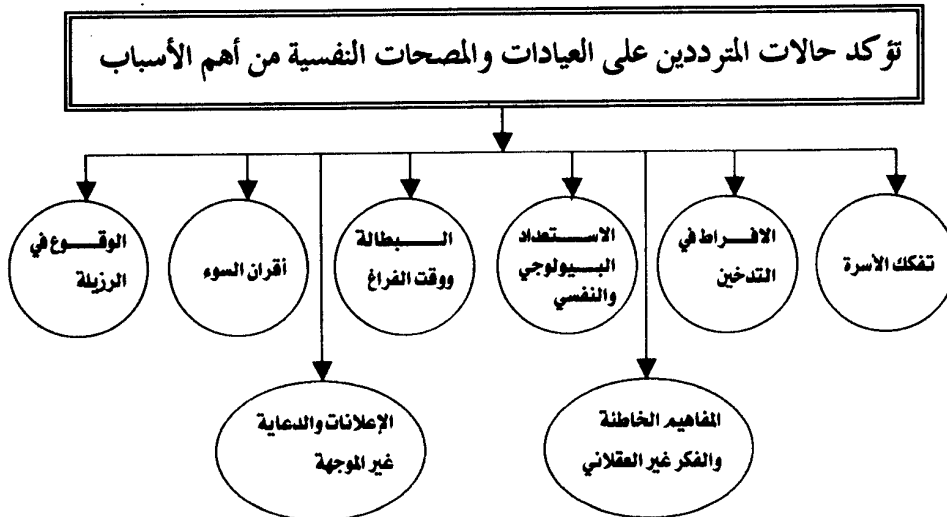 تؤكد حالات المترددين على العيادات والمصحات النفسية من أهم الأسباب
تفكك الأسرة
الافراط في
التدخين
الاستعداد
البيولوجي
والنفسي
البطالة
ووقت الفراغ
أقران السوء
الوقوع في
الرزيلة
المفاهيم الخاطئة
والفكر غير العقلاني
الإعلانات والدعاية
غير الموجهة